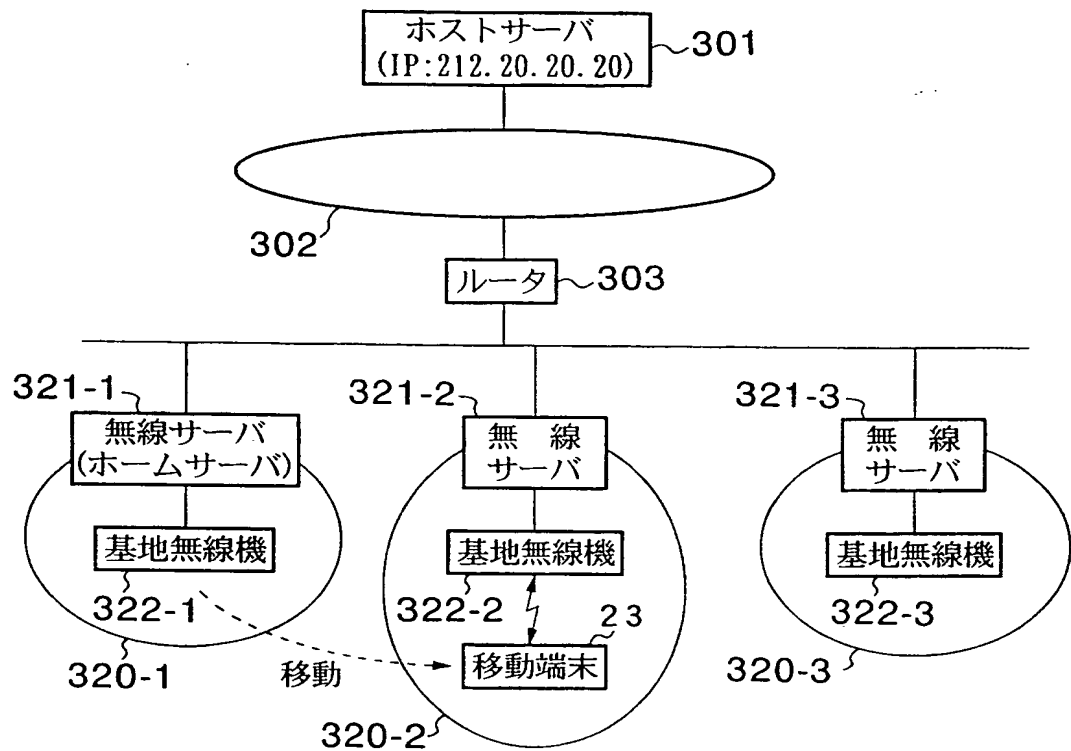 ホストサーバ
(IP:212.20.20.20)
301
302
ルータ
303
321-1
321-2
321-3
無線サーバ
(ホームサーバ)
無 線
サーバ
無 線
サーバ
基地無線機
基地無線機
基地無線機
322-1
322-2
322-3
23
移動端末
移動
320-1
320-2
320-3